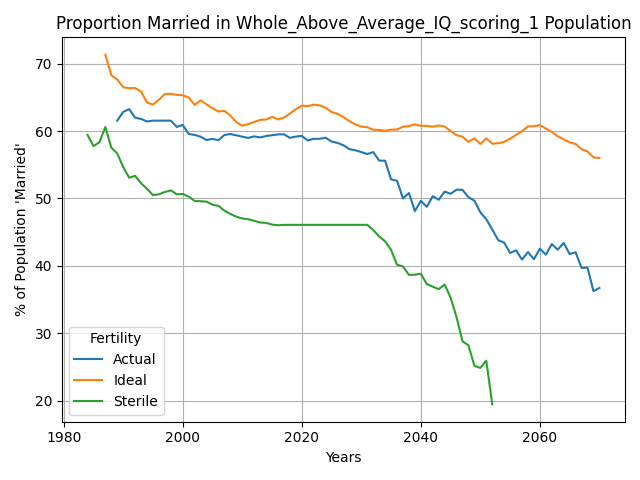 Proportion Married in Whole_Above_Average_IQ_scoring_1 Population
% of Population 'Married'
70
60
50
40
30
20
Fertility
Actual
Ideal
Sterile
1980
2000
2020
2040
2060
Years